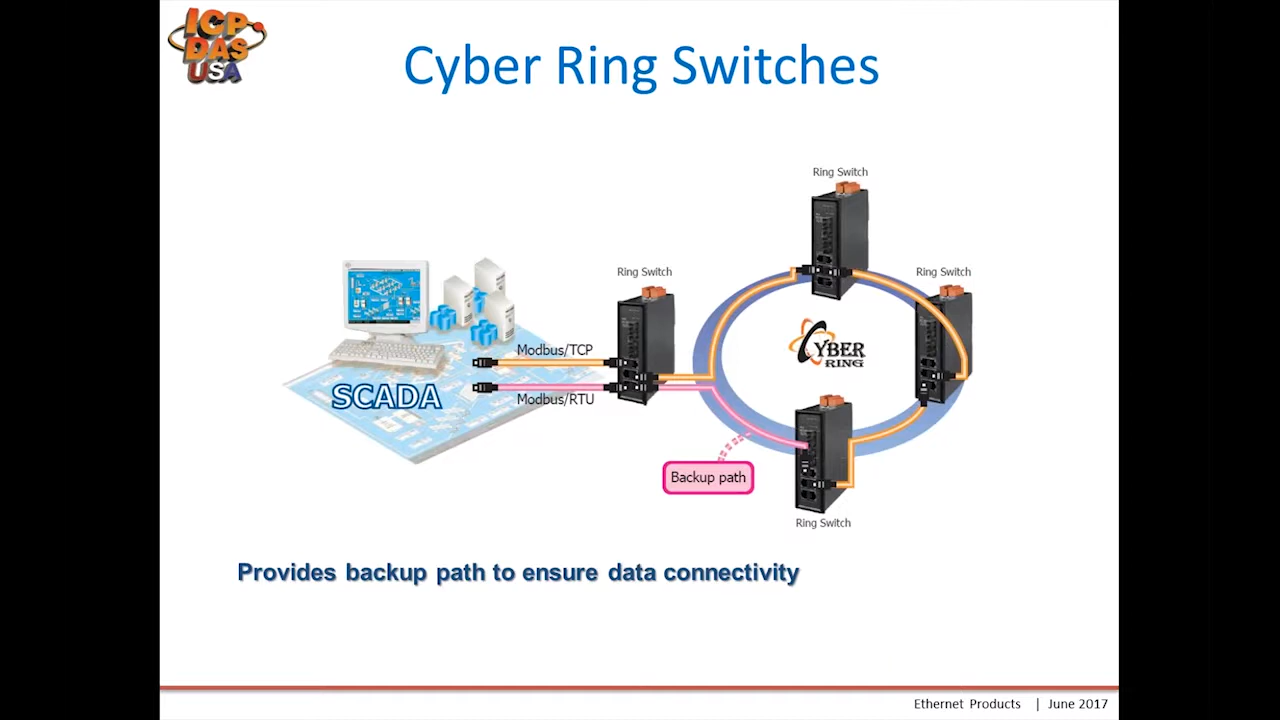 ICP
DAS
USA
Cyber Ring Switches
Ring Switch
Ring Switch
Ring Switch
Modbus/TCP
SCADA
Modbus/RTU
CYBER
RING
Backup path
Ring Switch
Provides backup path to ensure data connectivity
Ethernet Products | June 2017